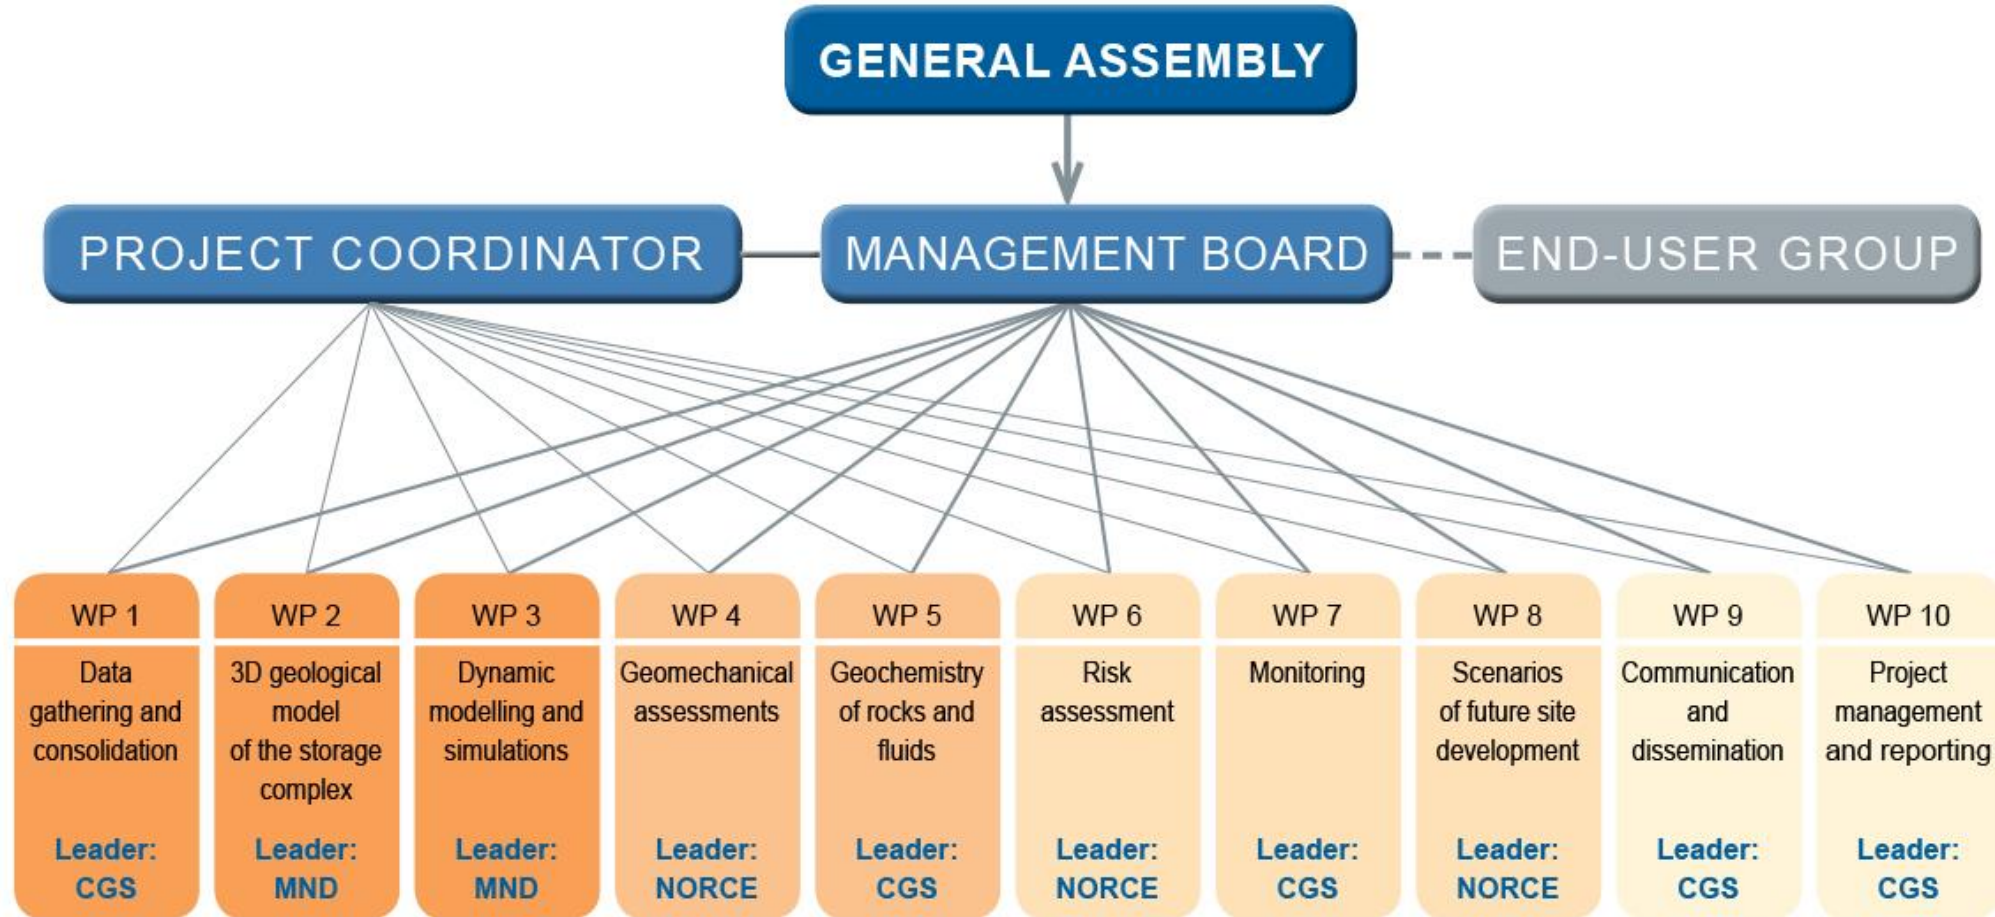 GENERAL ASSEMBLY
PROJECT COORDINATOR
MANAGEMENT BOARD
END-USER GROUP
WP 1
Data
gathering and
consolidation
Leader:
CGS
WP 2
3D geological
model
of the storage
complex
Leader:
MND
WP 3
Dynamic
modelling and
simulations
Leader:
MND
WP 4
Geomechanical
assessments
Leader:
NORCE
WP 5
Geochemistry
of rocks and
fluids
Leader:
CGS
WP 6
Risk
assessment
Leader:
NORCE
WP 7
Monitoring
Leader:
CGS
WP 8
Scenarios
of future site
development
Leader:
NORCE
WP 9
Communication
and
dissemination
Leader:
CGS
WP 10
Project
management
and reporting
Leader:
CGS